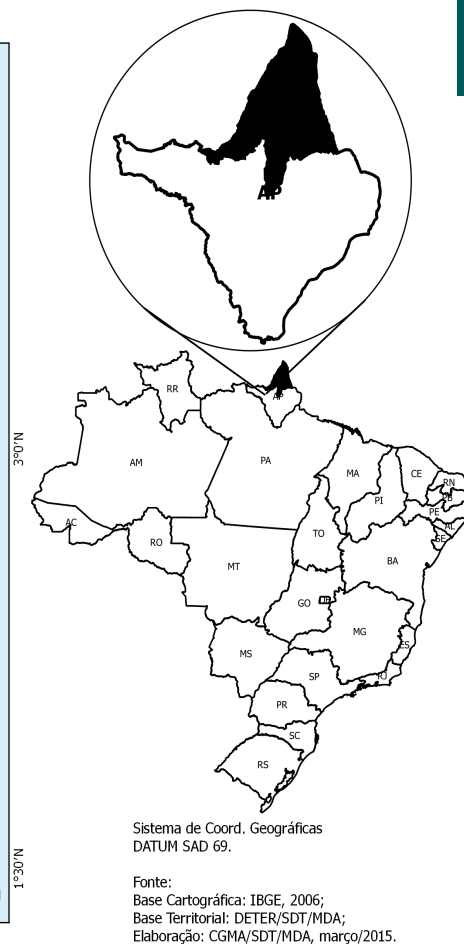 AP
3°0'N
RR
AP
AM
PA
MA
CE
RN
PB
PI
PE
AL
SE
AC
RO
TO
BA
MT
GO
DF
MG
ES
MS
SP
RJ
PR
SC
RS
1°30'N
Sistema de Coord. Geográficas
DATUM SAD 69.
Fonte:
Base Cartográfica: IBGE, 2006;
Base Territorial: DETER/SDT/MDA;
Elaboração: CGMA/SDT/MDA, março/2015.